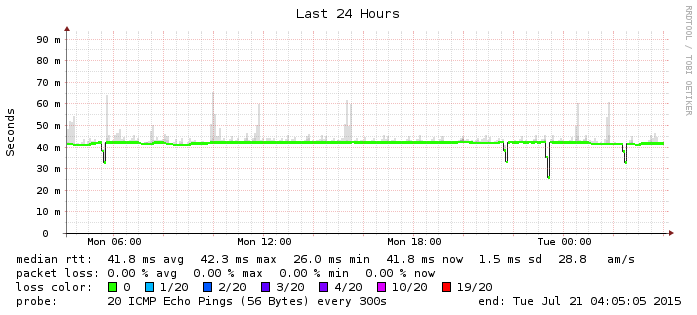 Last 24 Hours
RRDTOOL / TOBI OETIKER
Seconds
90 m
80 m
70 m
60 m
50 m
40 m
30 m
20 m
10 m
0
Mon 06:00 Mon 12:00 Mon 18:00 Tue 00:00
median rtt: 41.8 ms avg 42.3 ms max 26.0 ms min 41.8 ms now 1.5 ms sd 28.8 am/s
packet loss: 0.00 % avg 0.00 % max 0.00 % min 0.00 % now
loss color: 0 1/20 2/20 3/20 4/20 10/20 19/20
probe: 20 ICMP Echo Pings (56 Bytes) every 300s end: Tue Jul 21 04:05:05 2015